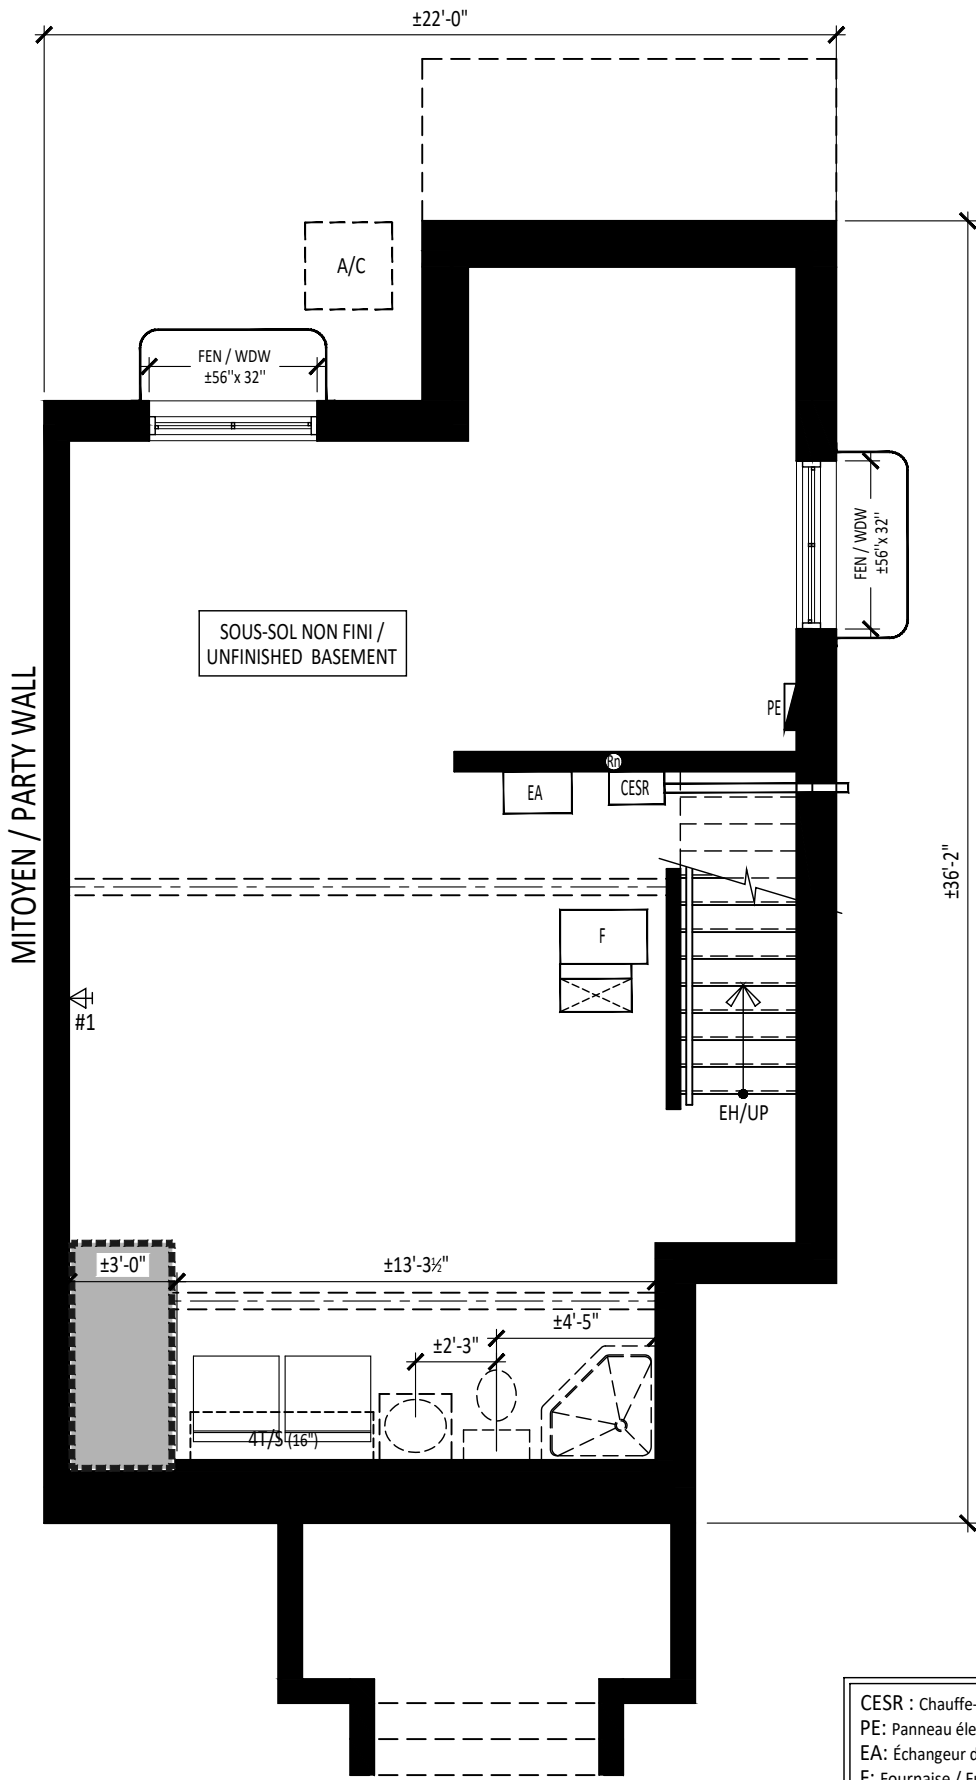 ±22'-0"
A/C
FEN / WDW
±56"x 32"
FEN / WDW
±56"x 32"
SOUS-SOL NON FINI /
UNFINISHED BASEMENT
MITOYEN / PARTY WALL
PE
Rn
EA
CESR
±36'-2"
F
#1
EH/UP
±3'-0"
±13'-3½"
±4'-5"
±2'-3"
4T/S (16")
CESR : Chauffe-
PE: Panneau éle
EA: Échangeur d
F: Fournaise / F